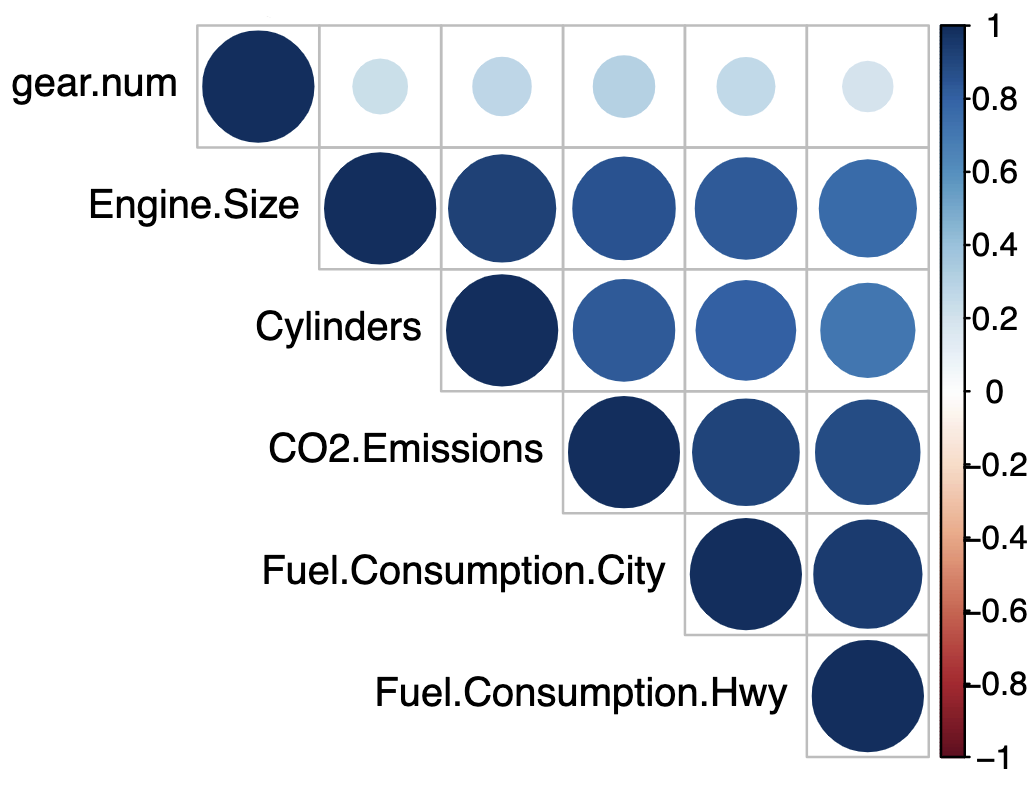 gear.num
Engine.Size
Cylinders
CO2.Emissions
Fuel.Consumption.City
Fuel.Consumption.Hwy
1
0.8
0.6
0.4
0.2
0
−0.2
−0.4
−0.6
−0.8
−1